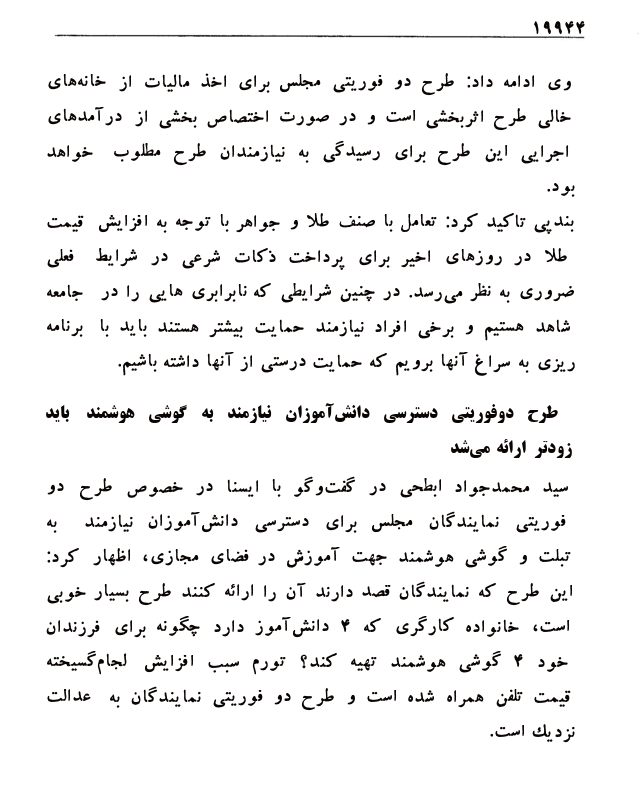 ۱۹۹۴۴
وی ادامه داد: طرح دو فوریتی مجلس برای اخذ مالیات از خانه‌های
خالی طرح اثربخشی است و در صورت اختصاص بخشی از درآمدهای
اجرایی این طرح برای رسیدگی به نیازمندان طرح مطلوب خواهد
بود.
بندپی تاکید کرد: تعامل با صنف طلا و جواهر با توجه به افزایش قیمت
طلا در روزهای اخیر برای پرداخت ذکات شرعی در شرایط فعلی
ضروری به نظر می‌رسد. در چنین شرایطی که نابرابری هایی را در جامعه
شاهد هستیم و برخی افراد نیازمند حمایت بیشتر هستند باید با برنامه
ریزی به سراغ آنها برویم که حمایت درستی از آنها داشته باشیم.
طرح دوفوریتی دسترسی دانش‌آموزان نیازمند به گوشی هوشمند باید
زودتر ارائه می‌شد
سید محمدجواد ابطحی در گفت‌وگو با ایسنا در خصوص طرح دو
فوریتی نمایندگان مجلس برای دسترسی دانش‌آموزان نیازمند به
تبلت و گوشی هوشمند جهت آموزش در فضای مجازی، اظهار کرد:
این طرح که نمایندگان قصد دارند آن را ارائه کنند طرح بسیار خوبی
است، خانواده کارگری که ۴ دانش‌آموز دارد چگونه برای فرزندان
خود ۴ گوشی هوشمند تهیه کند؟ تورم سبب افزایش لجام‌گسیخته
قیمت تلفن همراه شده است و طرح دو فوریتی نمایندگان به عدالت
نزدیك است.